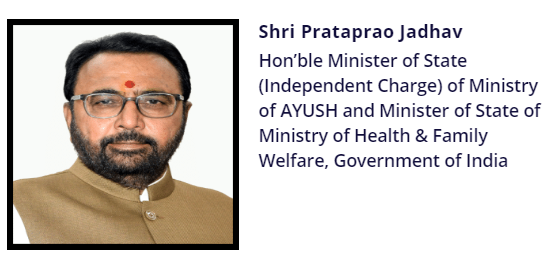 Shri Prataprao Jadhav
Hon’ble Minister of State
(Independent Charge) of Ministry
of AYUSH and Minister of State of
Ministry of Health & Family
Welfare, Government of India